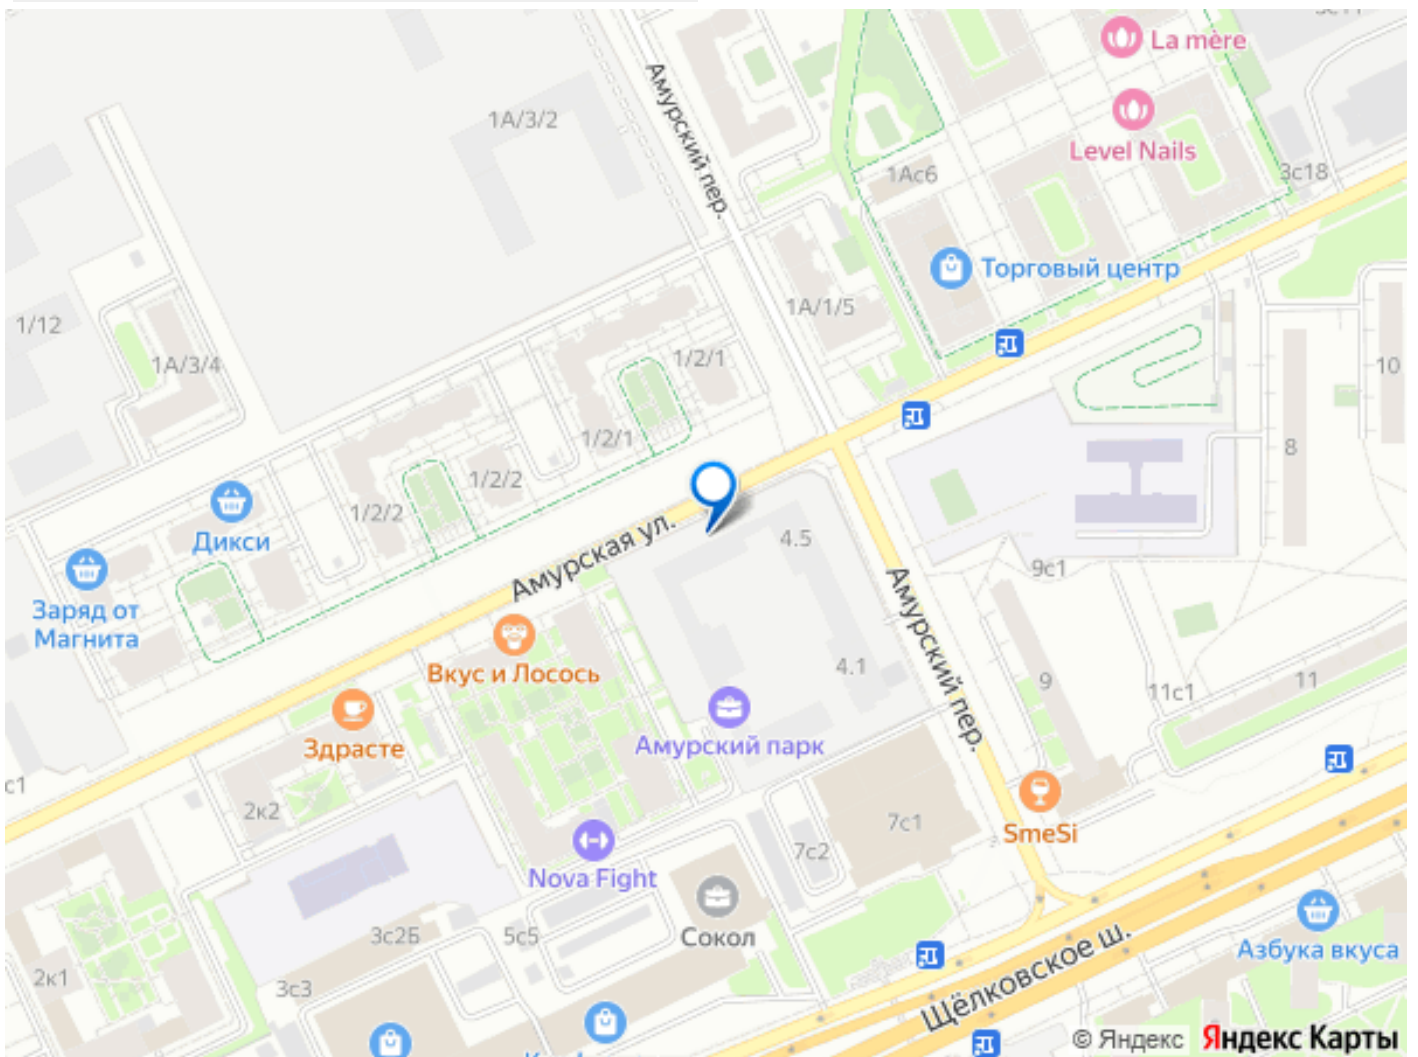 La mère
Амурский пер.
1А/3/2
Level Nails
1Ас6
3с18
Торговый центр
1/12
1А/1/5
1А/3/4
1/2/1
10
1/2/1
8
1/2/2
1/2/2
Дикси
Амурская ул.
4.5
9с1
Заряд от
Магнита
Амурский пер.
Вкус и Лосось
4.1
9
11с1
11
Здрасте
Амурский парк
с1
2к2
7с1
SmeSi
7с2
Nova Fight
3с2Б
5с5
Сокол
Щёлковское ш.
Азбука вкуса
2к1
3с3
© Яндекс Яндекс Карты